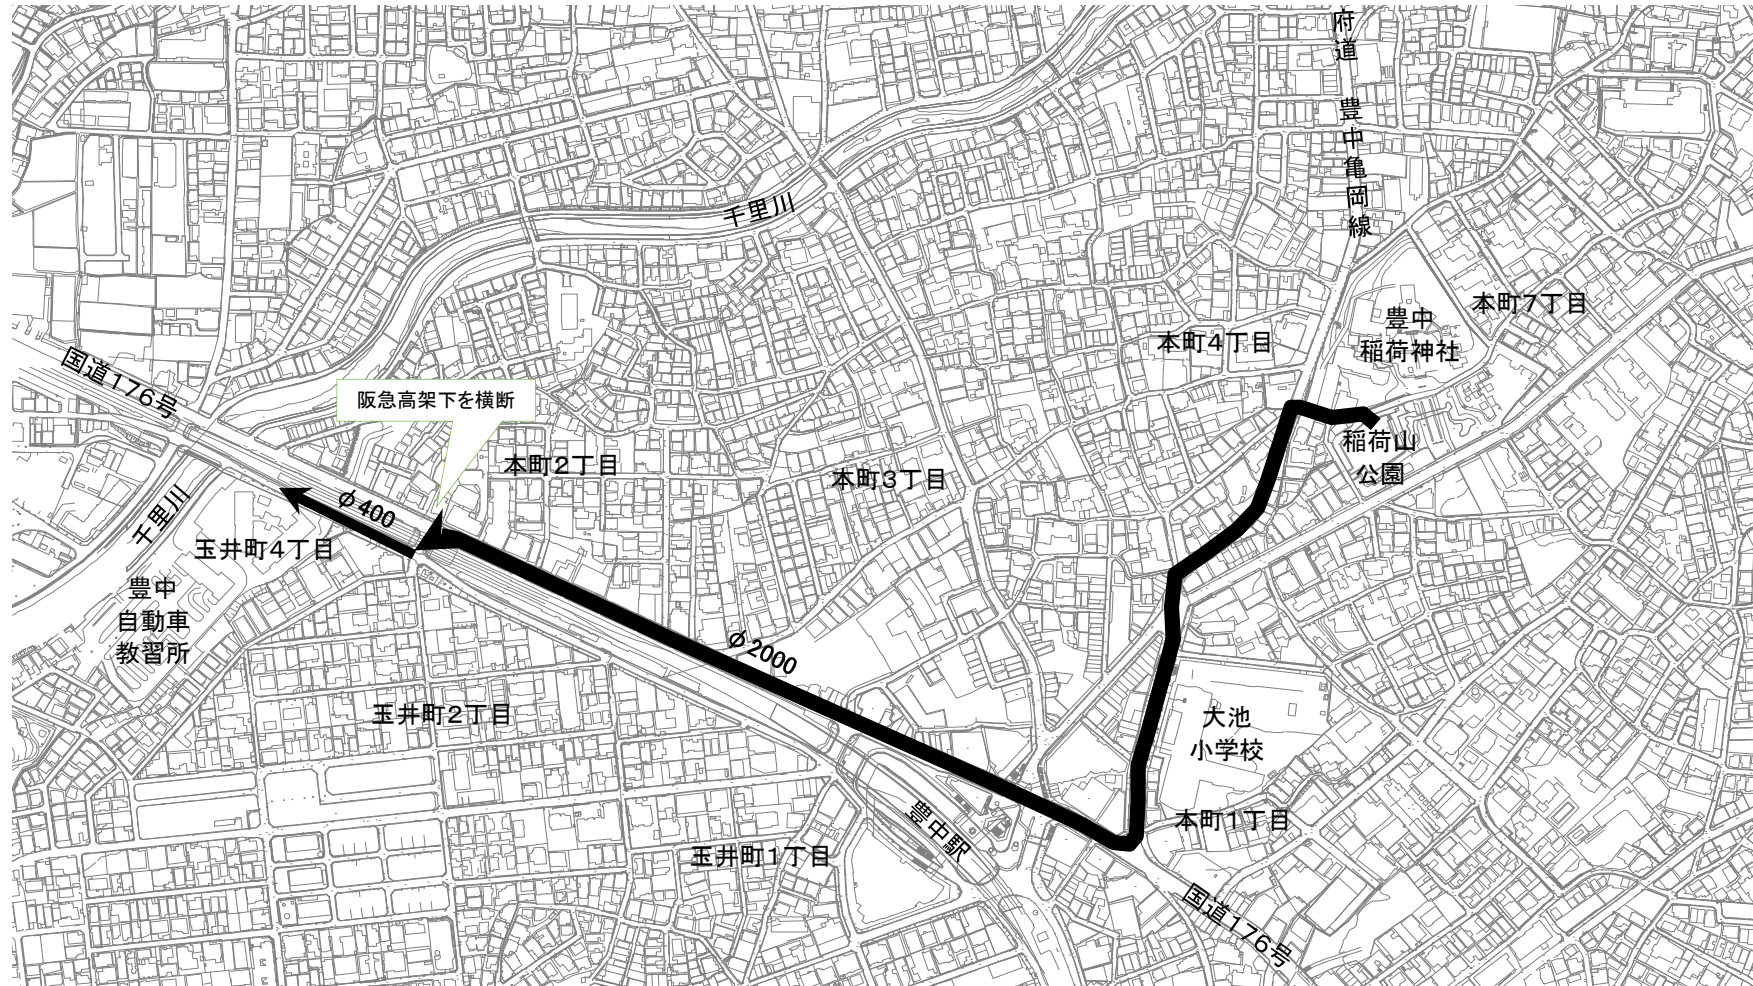 府道 豊中亀岡線
千里川
本町7丁目
豊中
稲荷神社
本町4丁目
国道176号
阪急高架下を横断
稲荷山
公園
本町2丁目
本町3丁目
φ400
千里川
玉井町4丁目
豊中
自動車
教習所
φ2000
玉井町2丁目
大池
小学校
豊中駅
本町1丁目
玉井町1丁目
国道176号